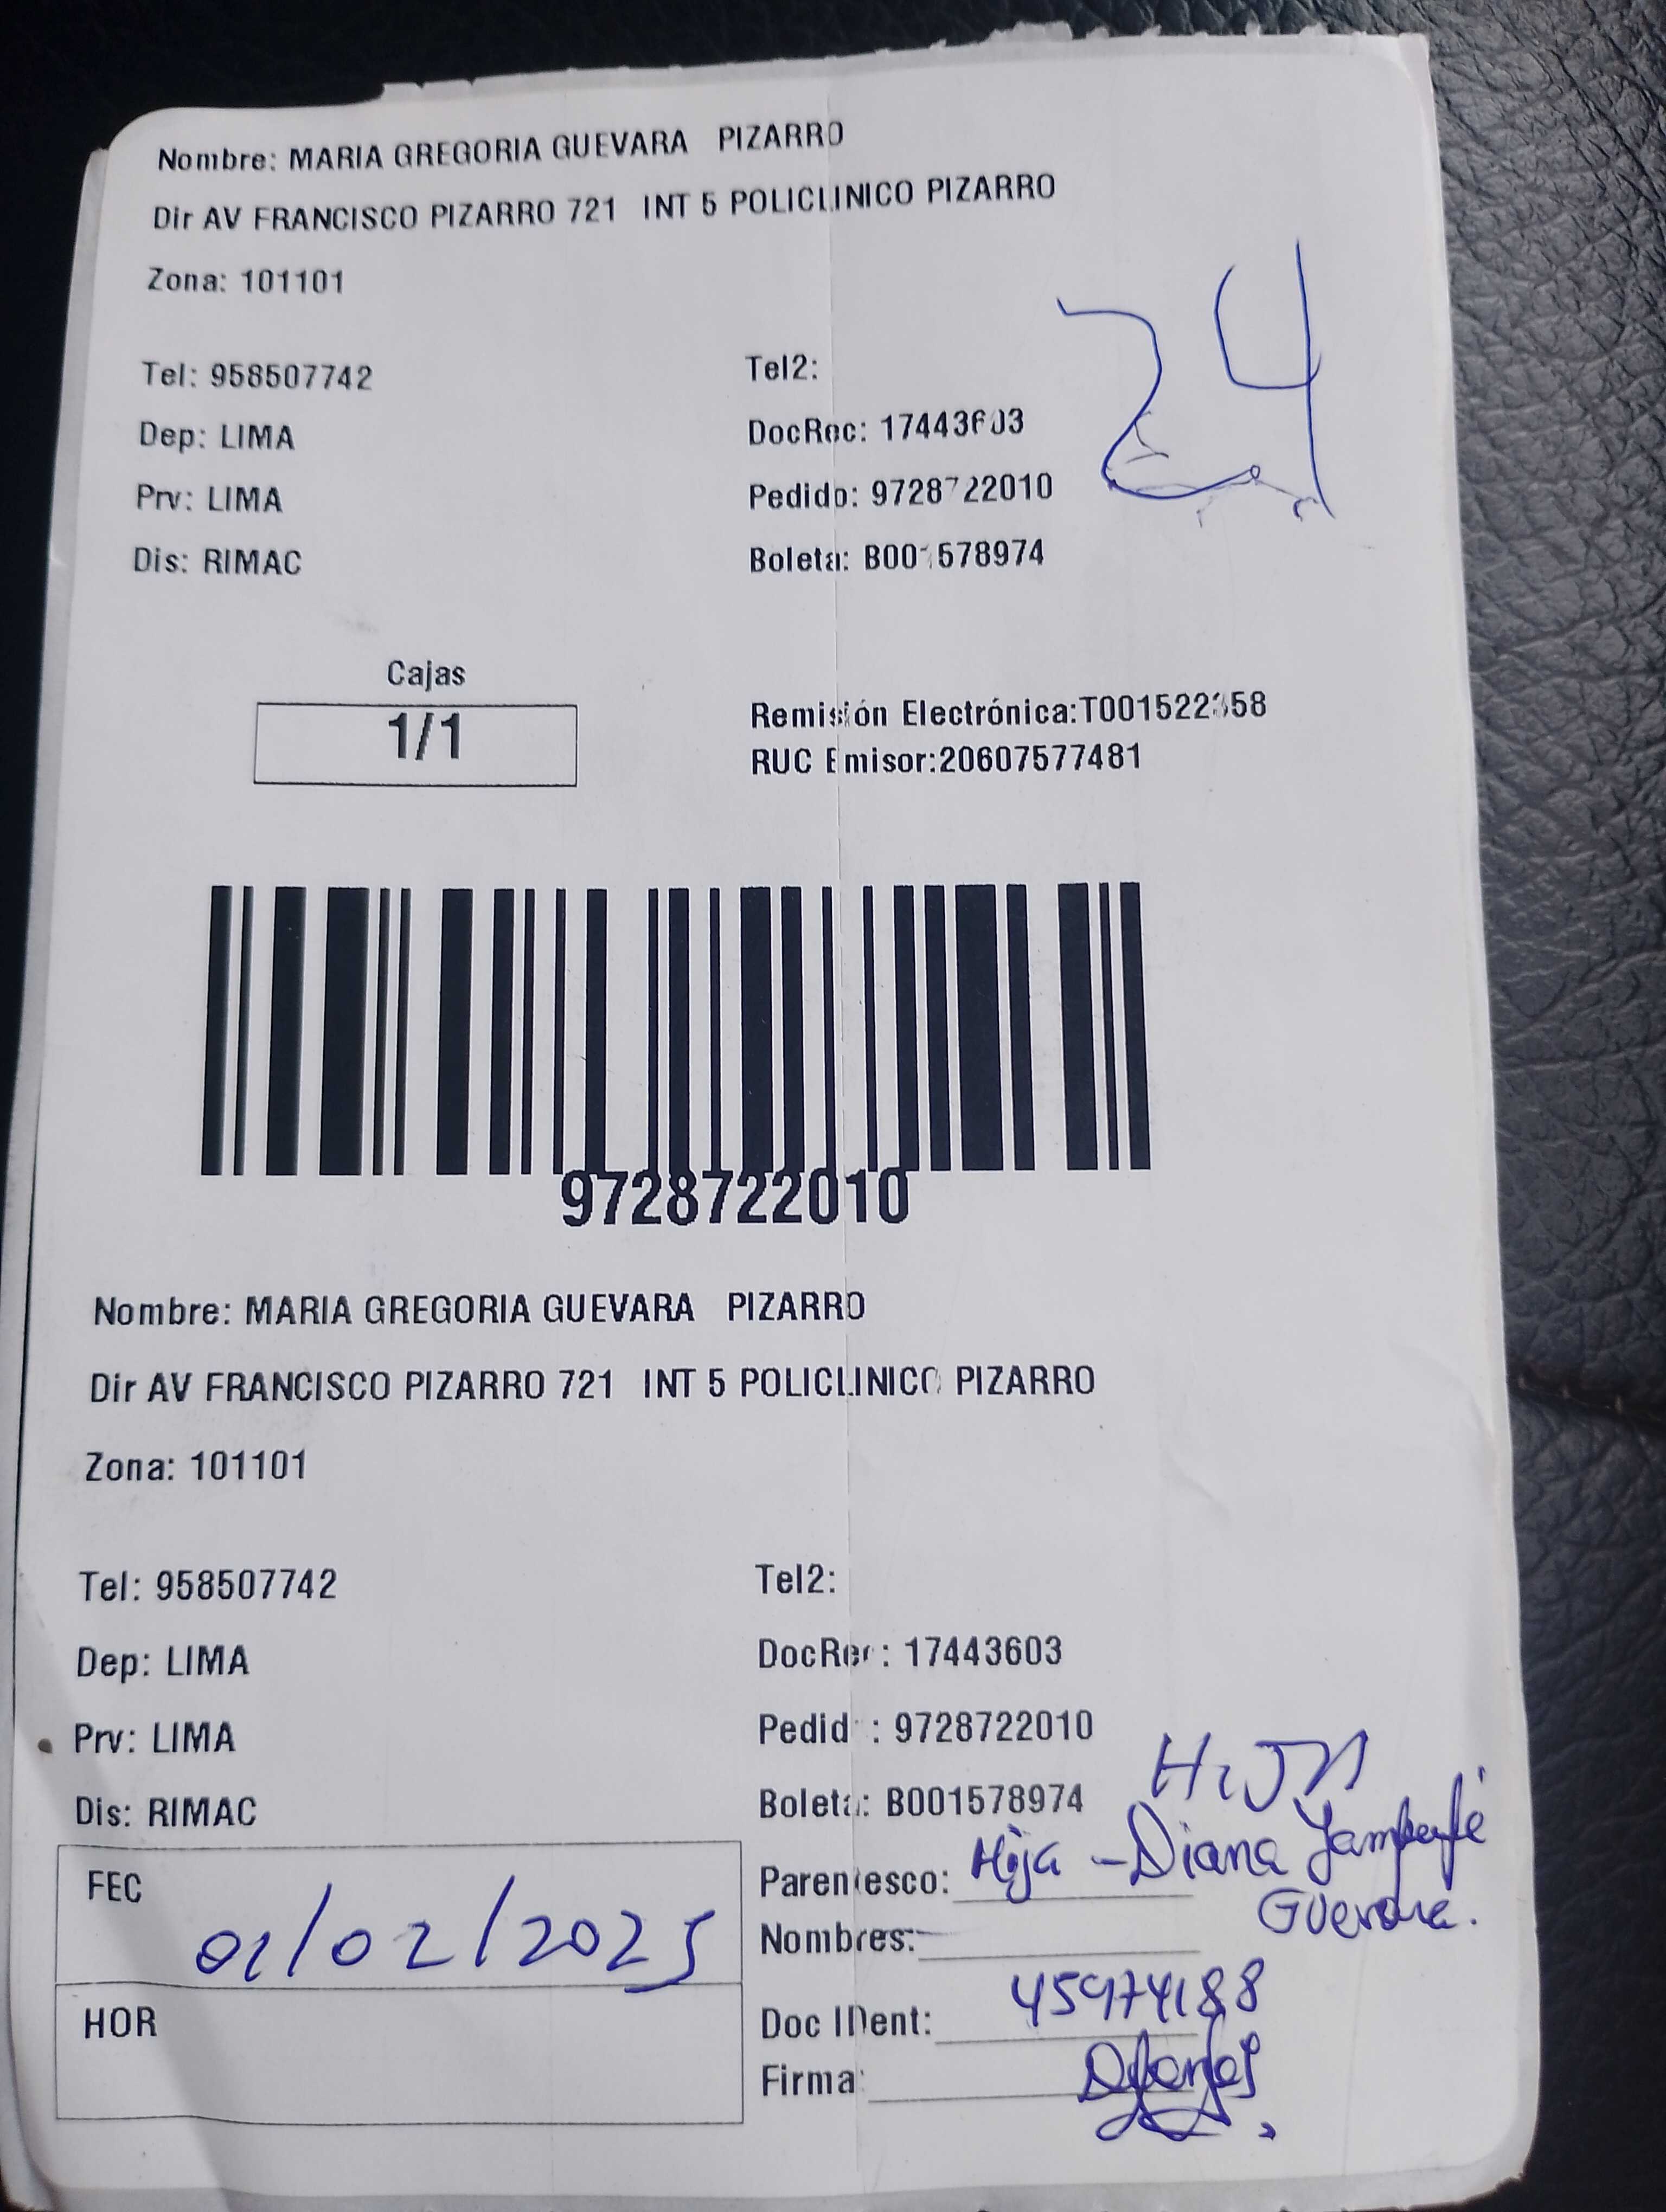 Nombre: MARIA GREGORIA GUEVARA PIZARRO
Dir AV FRANCISCO PIZARRO 721 INT 5 POLICLINICO PIZARRO
Zona: 101101
24
Tel: 958507742 Tel2:
Dep: LIMA DocRec: 17443603
Prv: LIMA Pedido: 9728722010
Dis: RIMAC Boleta: B001578974
Cajas
1/1
Remisión Electrónica:T001522358
RUC Emisor:20607577481
9728722010
Nombre: MARIA GREGORIA GUEVARA PIZARRO
Dir AV FRANCISCO PIZARRO 721 INT 5 POLICLINICO PIZARRO
Zona: 101101
Tel: 958507742 Tel2:
Dep: LIMA DocRec: 17443603
Prv: LIMA Pedido: 9728722010
Dis: RIMAC Boleta: B001578974
HIJA
FEC 01/02/2025
Parentesco: Hija - Diana
Guevara.
Nombres:
HOR
Doc IDent: 45974188
Firma: